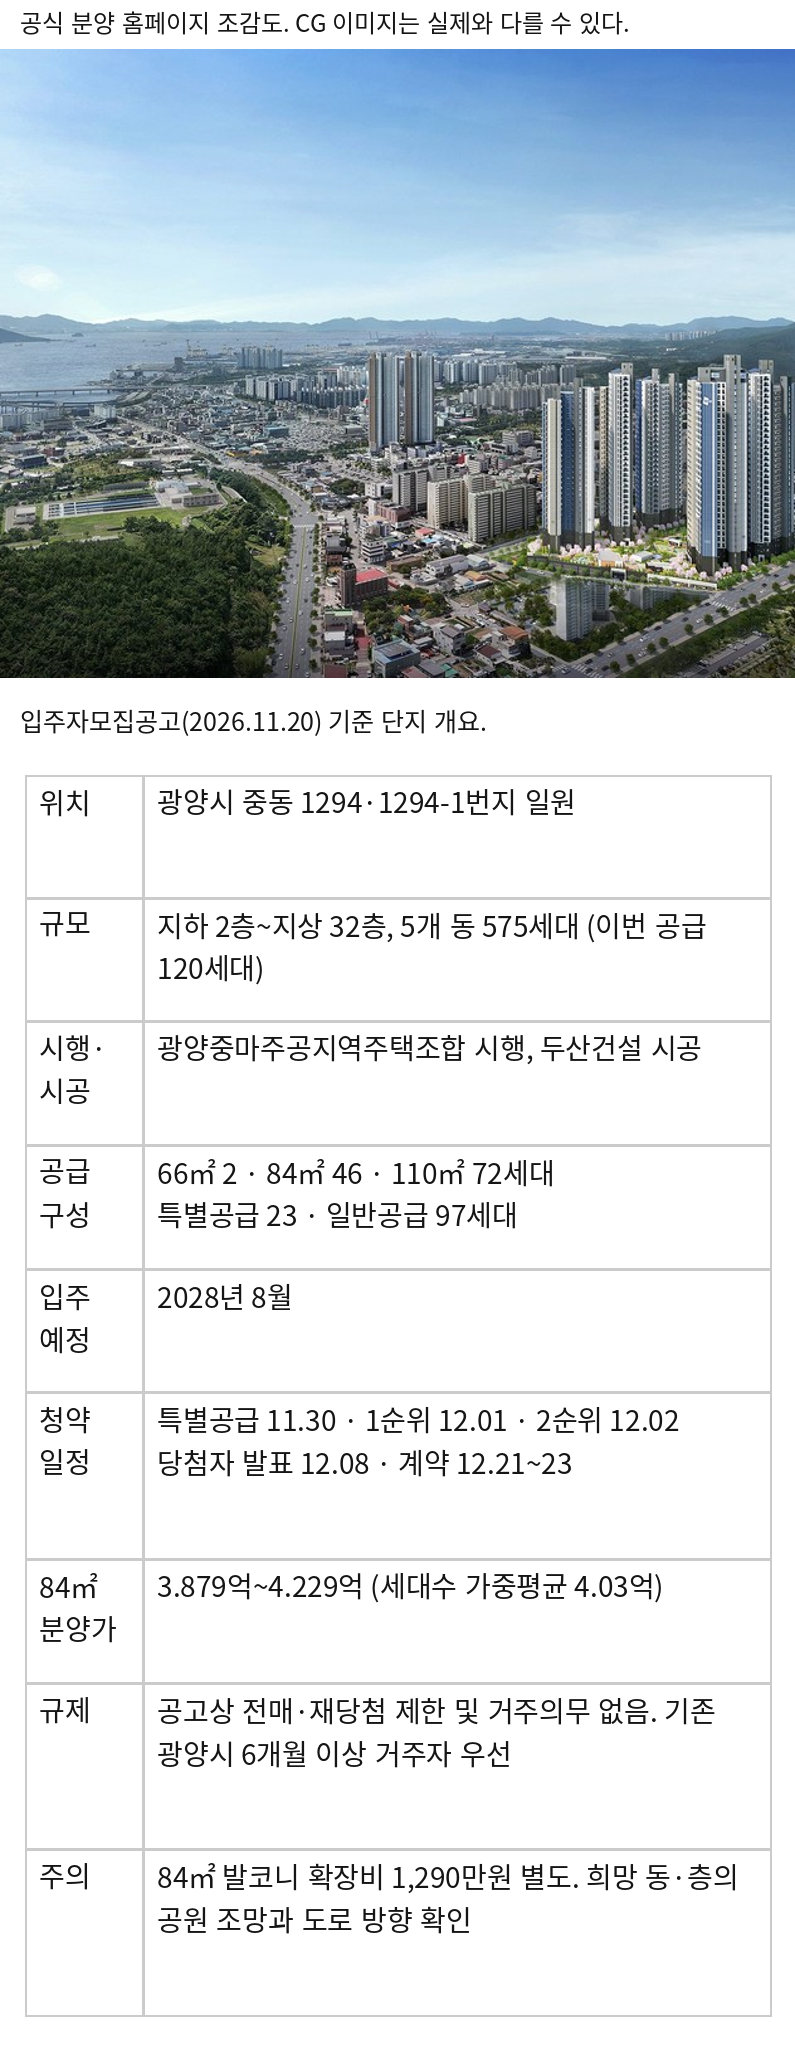 공식 분양 홈페이지 조감도. CG 이미지는 실제와 다를 수 있다.
입주자모집공고(2026.11.20) 기준 단지 개요.
위치
광양시 중동 1294·1294-1번지 일원
규모
지하 2층~지상 32층, 5개 동 575세대 (이번 공급
120세대)
시행·
시공
광양중마주공지역주택조합 시행, 두산건설 시공
공급
구성
66㎡ 2 · 84㎡ 46 · 110㎡ 72세대
특별공급 23 · 일반공급 97세대
입주
예정
2028년 8월
청약
일정
특별공급 11.30 · 1순위 12.01 · 2순위 12.02
당첨자 발표 12.08 · 계약 12.21~23
84㎡
분양가
3.879억~4.229억 (세대수 가중평균 4.03억)
규제
공고상 전매·재당첨 제한 및 거주의무 없음. 기존
광양시 6개월 이상 거주자 우선
주의
84㎡ 발코니 확장비 1,290만원 별도. 희망 동·층의
공원 조망과 도로 방향 확인